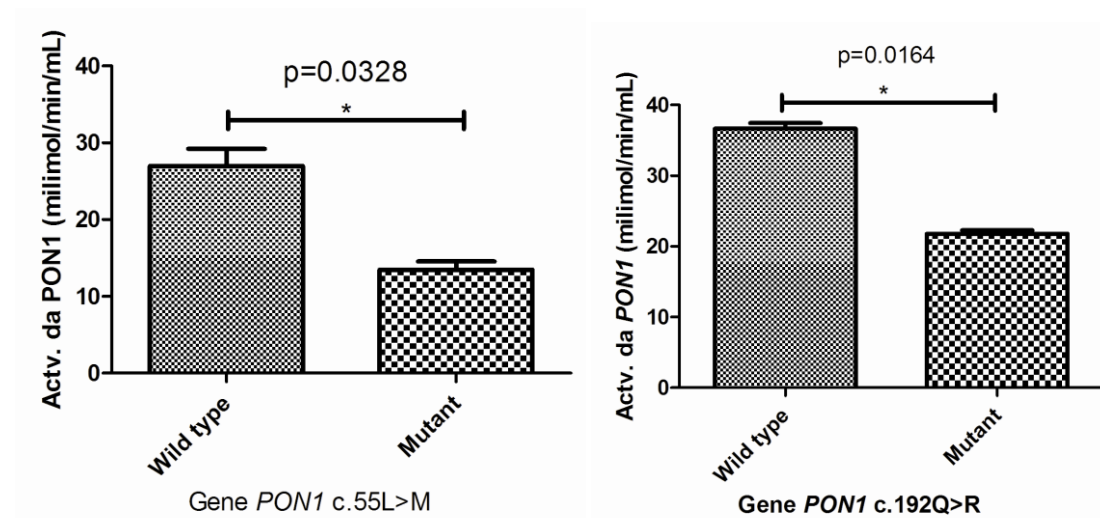 Actv. da PON1 (milimol/min/mL)
40
30
20
10
0
p=0.0328
*
Wild type
Mutant
Gene PON1 c.55L>M
Actv. da PON1 (milimol/min/mL)
40
30
20
10
0
p=0.0164
*
Wild type
Mutant
Gene PON1 c.192Q>R